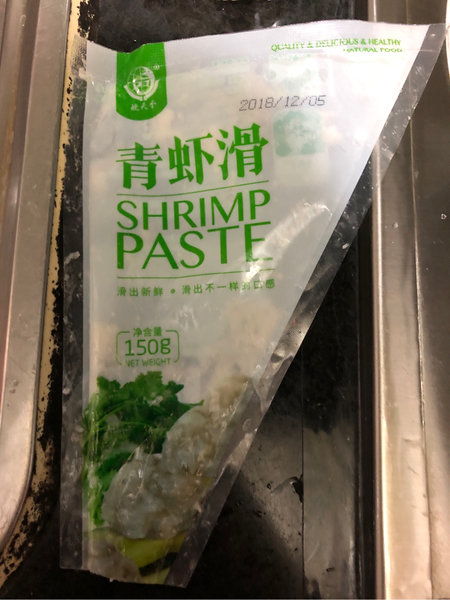 QUALITY & DELICIOUS & HEALTHY
NATURAL FOOD
2018/12/05
青虾滑
SHRIMP
PASTE
滑出新鲜。滑出不一样的口感
净含量
150g
NET WEIGHT